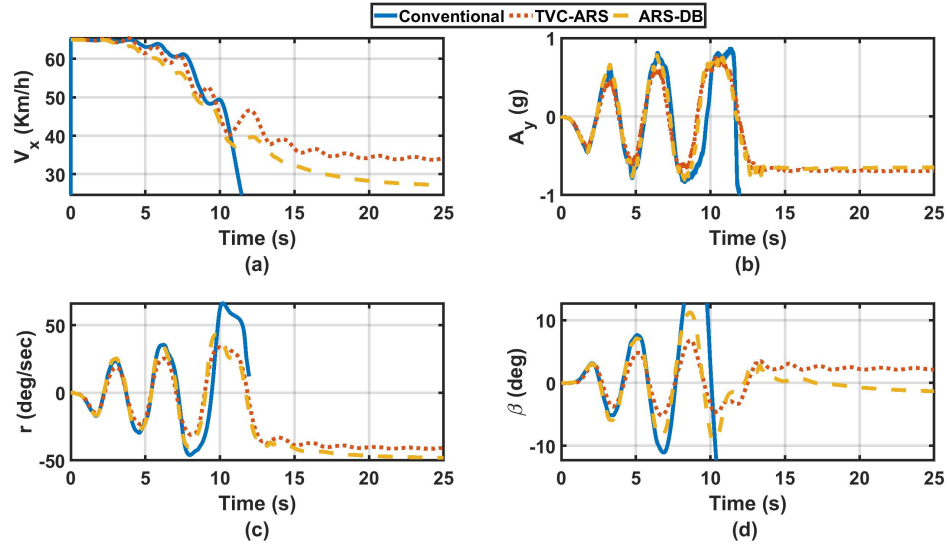 Conventional TVC-ARS ARS-DB
V_x (Km/h)
60
50
40
30
0 5 10 15 20 25
Time (s)
(a)
A_y (g)
1
0
-1
0 5 10 15 20 25
Time (s)
(b)
r (deg/sec)
50
0
-50
0 5 10 15 20 25
Time (s)
(c)
β (deg)
10
0
-10
0 5 10 15 20 25
Time (s)
(d)